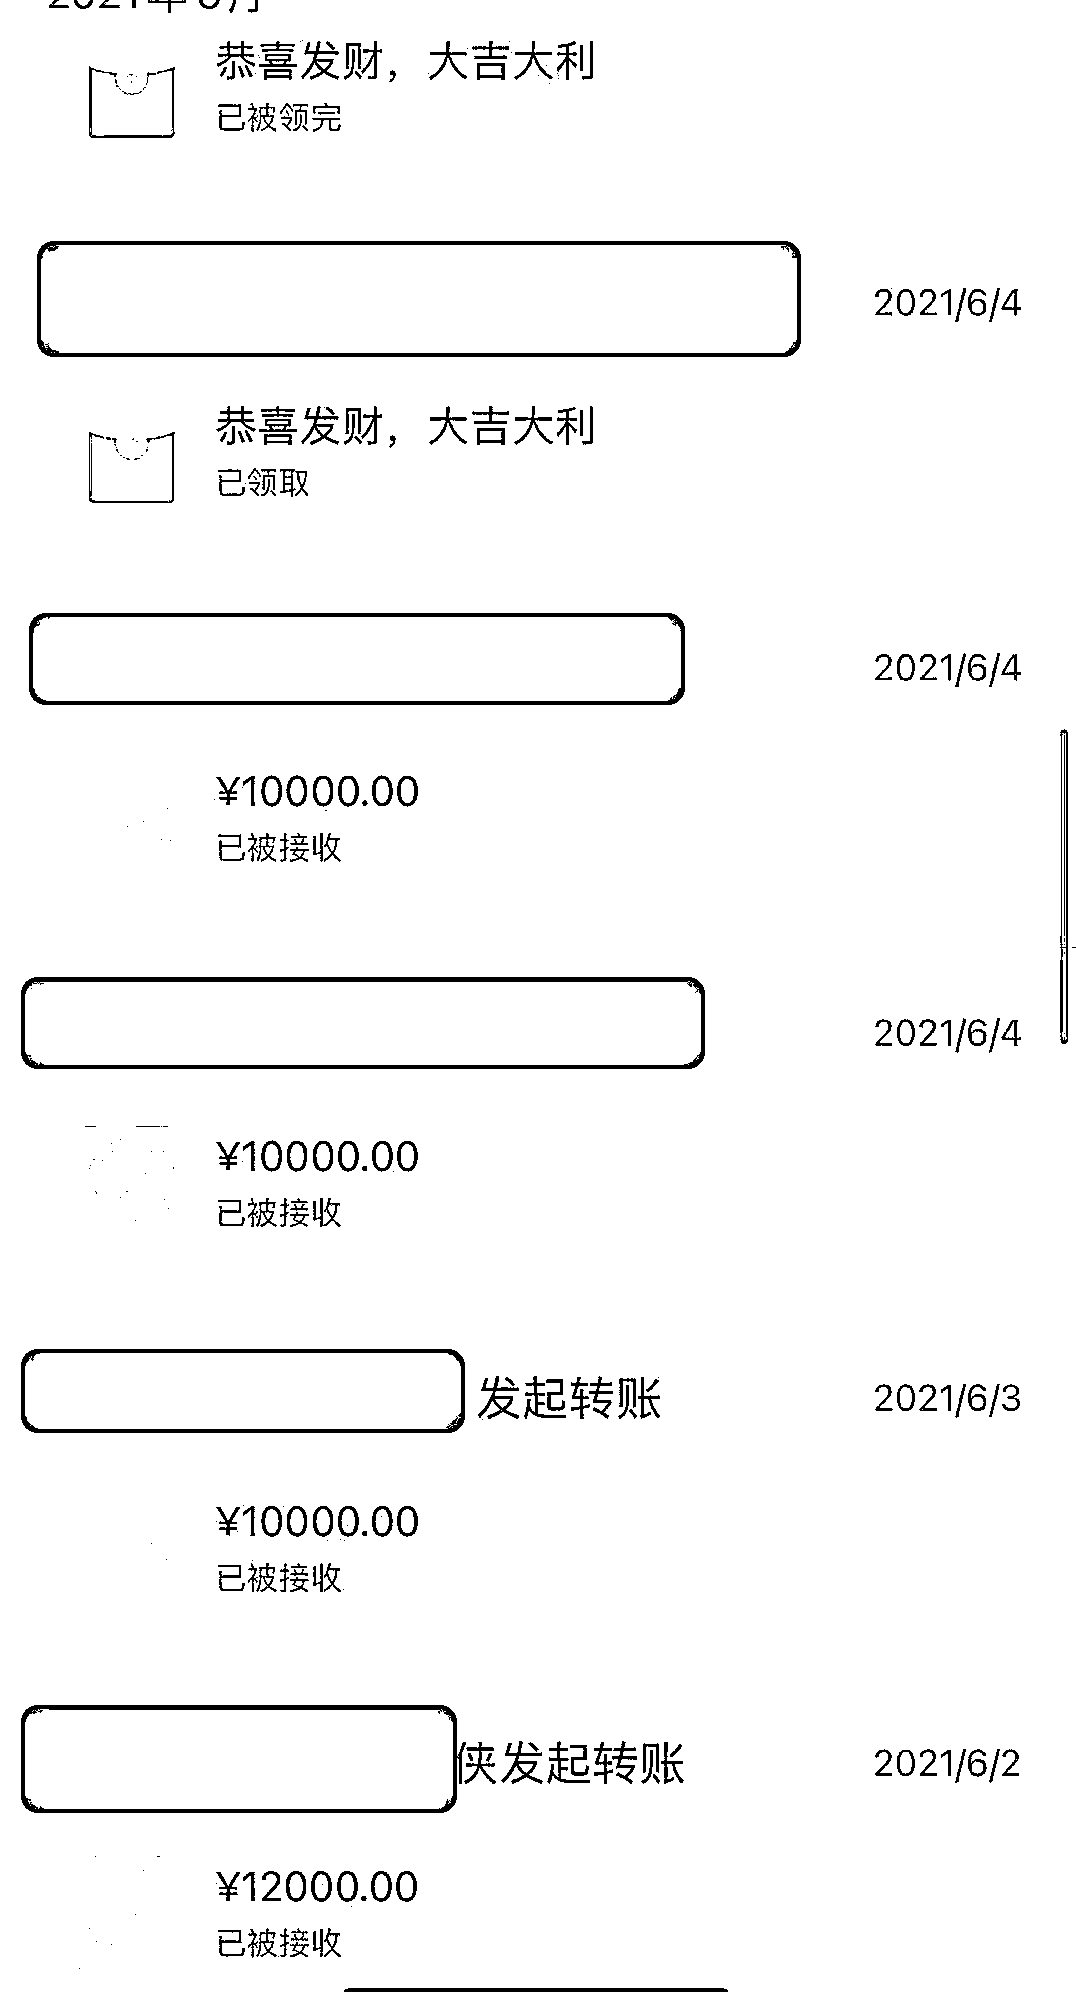 恭喜发财，大吉大利
已被领完
2021/6/4
恭喜发财，大吉大利
已领取
2021/6/4
¥10000.00
已被接收
2021/6/4
¥10000.00
已被接收
发起转账 2021/6/3
¥10000.00
已被接收
侠发起转账 2021/6/2
¥12000.00
已被接收